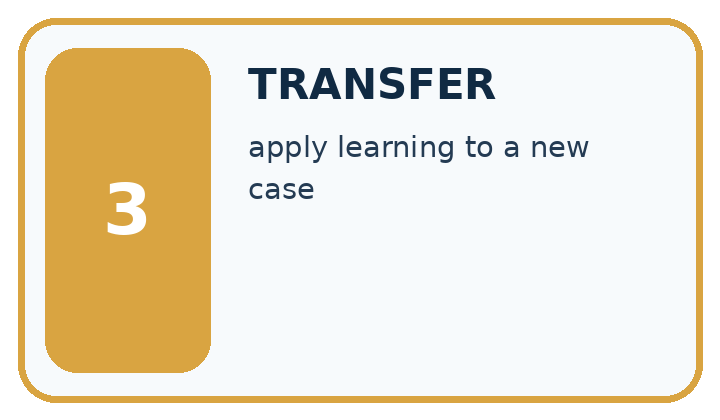 3
TRANSFER
apply learning to a new
case